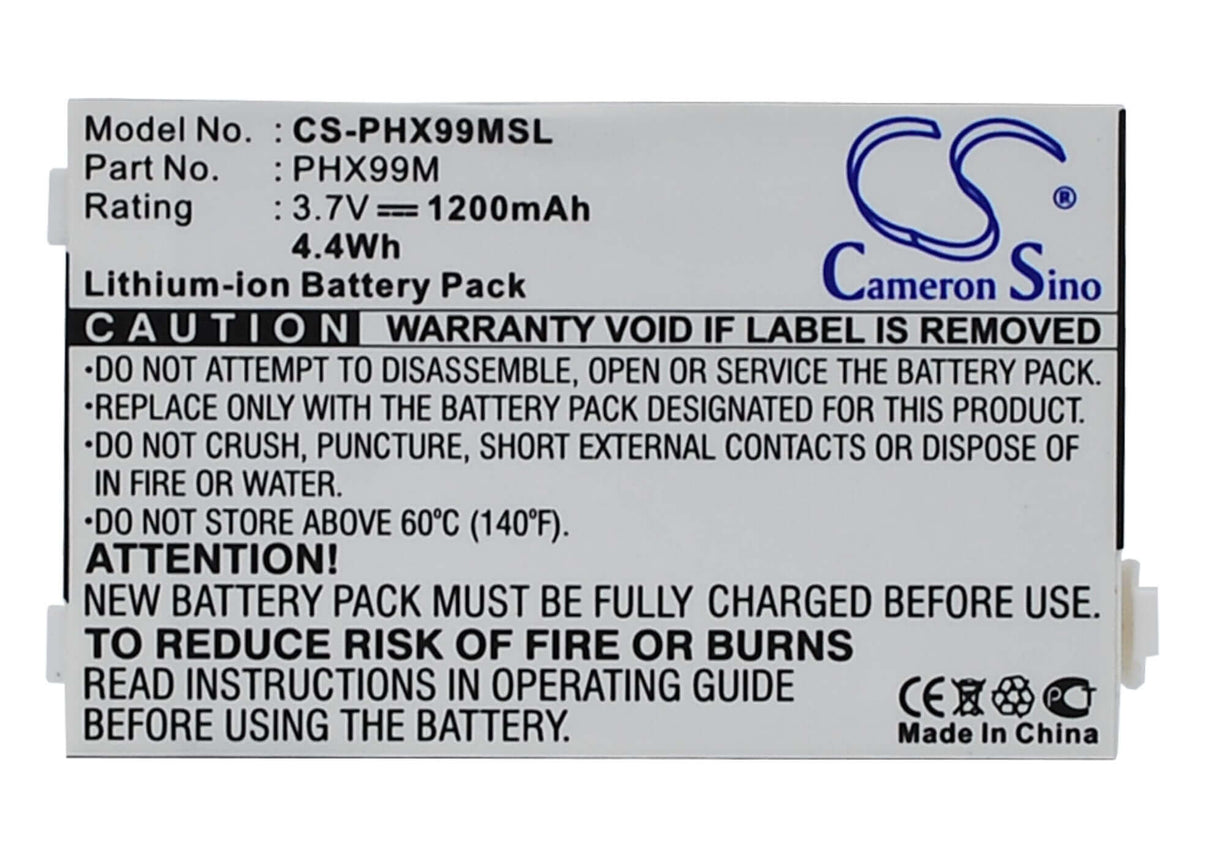 Model No. : CS-PHX99MSL
Part No. : PHX99M
Rating : 3.7V 1200mAh
4.4Wh
Lithium-ion Battery Pack
CS ®
Cameron Sino
CAUTION WARRANTY VOID IF LABEL IS REMOVED
•DO NOT ATTEMPT TO DISASSEMBLE, OPEN OR SERVICE THE BATTERY PACK.
•REPLACE ONLY WITH THE BATTERY PACK DESIGNATED FOR THIS PRODUCT.
•DO NOT CRUSH, PUNCTURE, SHORT EXTERNAL CONTACTS OR DISPOSE OF
IN FIRE OR WATER.
•DO NOT STORE ABOVE 60ºC (140ºF).
ATTENTION!
NEW BATTERY PACK MUST BE FULLY CHARGED BEFORE USE.
TO REDUCE RISK OF FIRE OR BURNS
READ INSTRUCTIONS IN OPERATING GUIDE
BEFORE USING THE BATTERY.
CE
Made In China